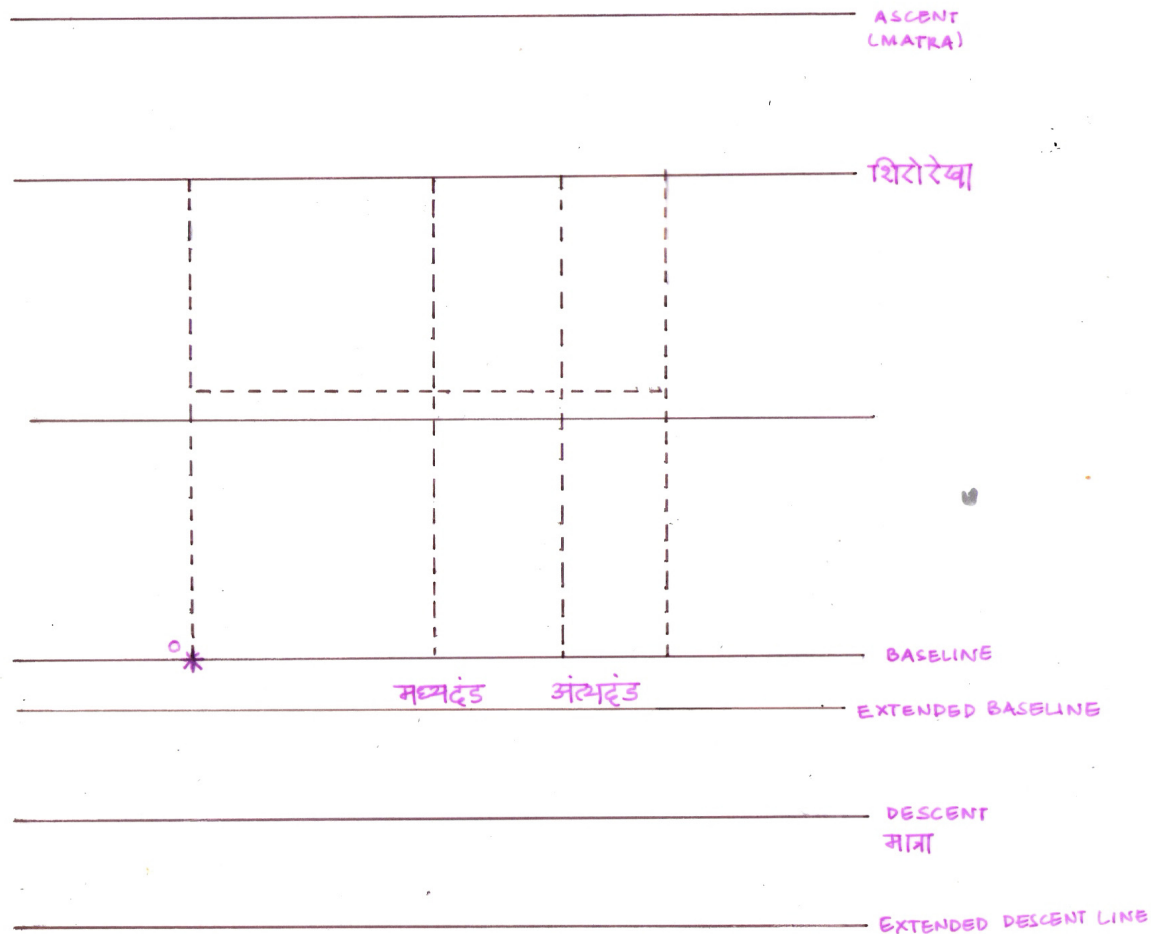 ASCENT
(MATRA)
शिरोरेखा
O
BASELINE
मध्यदंड अंत्यदंड
EXTENDED BASELINE
DESCENT
मात्रा
EXTENDED DESCENT LINE